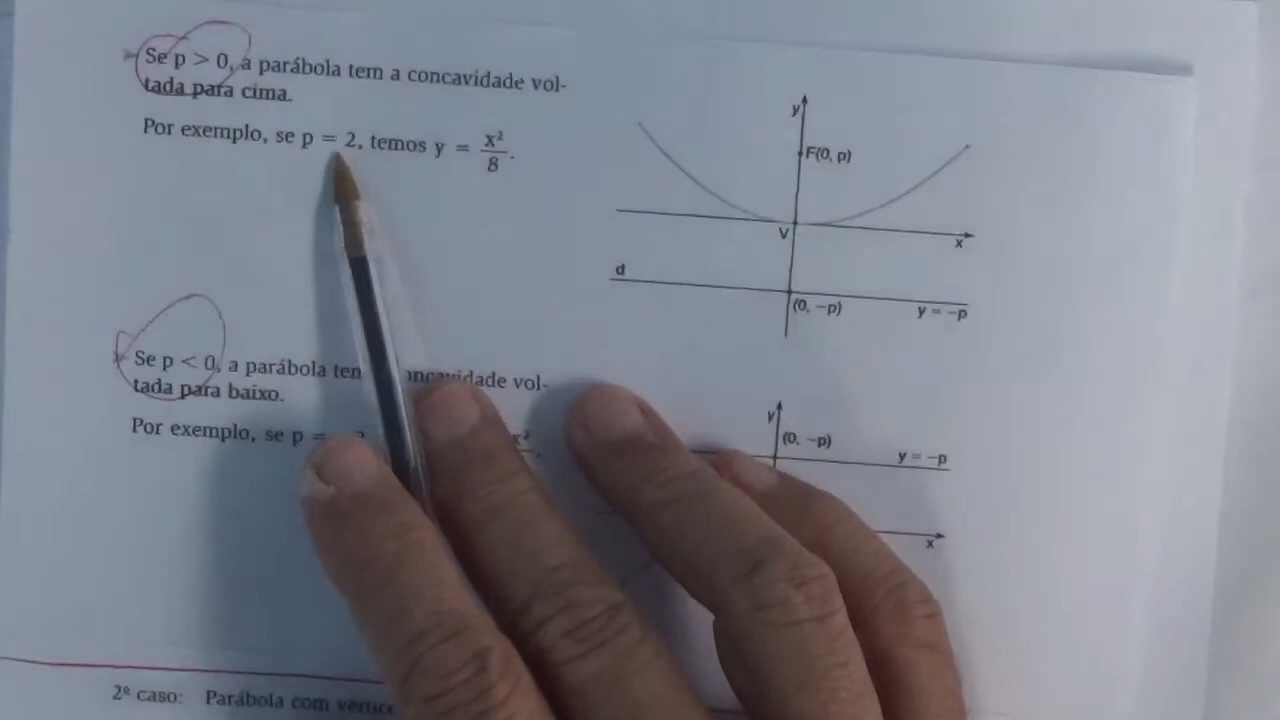 Se p > 0, a parábola tem a concavidade vol-
tada para cima.
Por exemplo, se p = 2, temos y = x²/8.
y
F(0, p)
V
x
d
(0, −p)
y = −p
Se p < 0, a parábola vol-
tada para baixo.
Por exemplo, se p =
y
(0, −p)
y = −p
x
2º caso: Parábola com